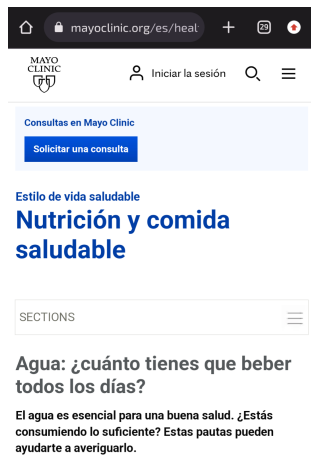 mayoclinic.org/es/heal
29
MAYO
CLINIC
Iniciar la sesión
Consultas en Mayo Clinic
Solicitar una consulta
Estilo de vida saludable
Nutrición y comida
saludable
SECTIONS
Agua: ¿cuánto tienes que beber
todos los días?
El agua es esencial para una buena salud. ¿Estás
consumiendo lo suficiente? Estas pautas pueden
ayudarte a averiguarlo.